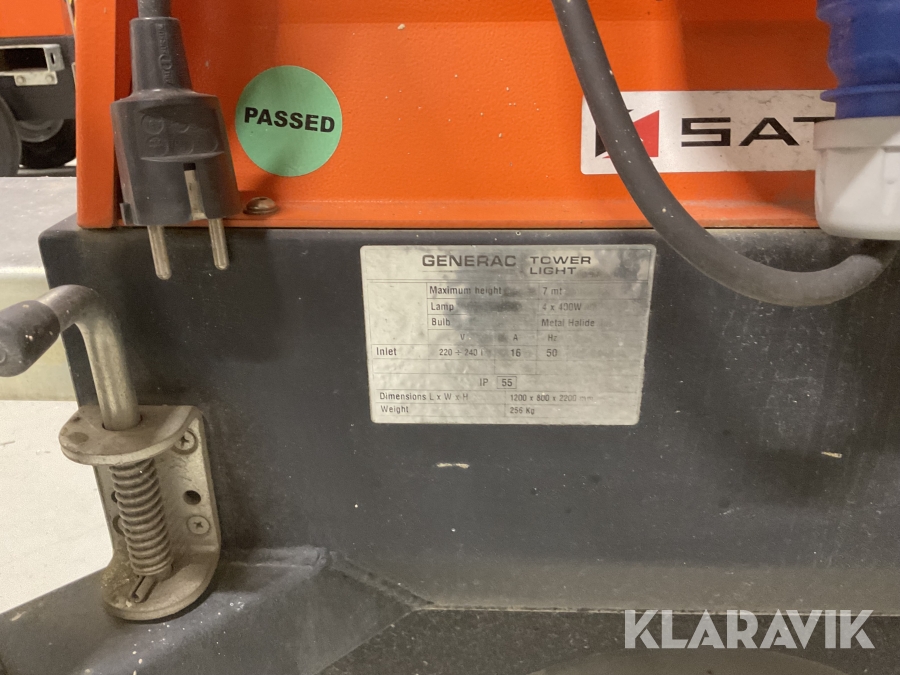 PASSED
SAT
GENERAC TOWER LIGHT
Maximum height 7 mt
Lamp 4 x 400W
Bulb Metal Halide
V A Hz
Inlet 220 ÷ 240 16 50
IP 55
Dimensions L x W x H 1200 x 800 x 2200 mm
Weight 256 Kg
KLARAVIK